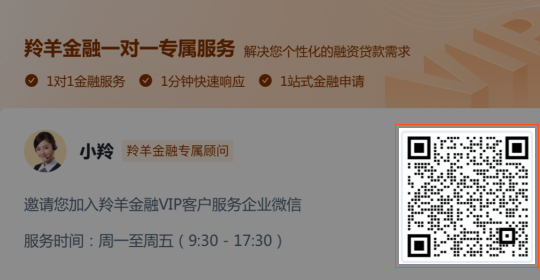 羚羊金融一对一专属服务 解决您个性化的融资贷款需求
1对1金融服务 1分钟快速响应 1站式金融申请
小羚 羚羊金融专属顾问
邀请您加入羚羊金融VIP客户服务企业微信
服务时间：周一至周五（9:30 - 17:30）